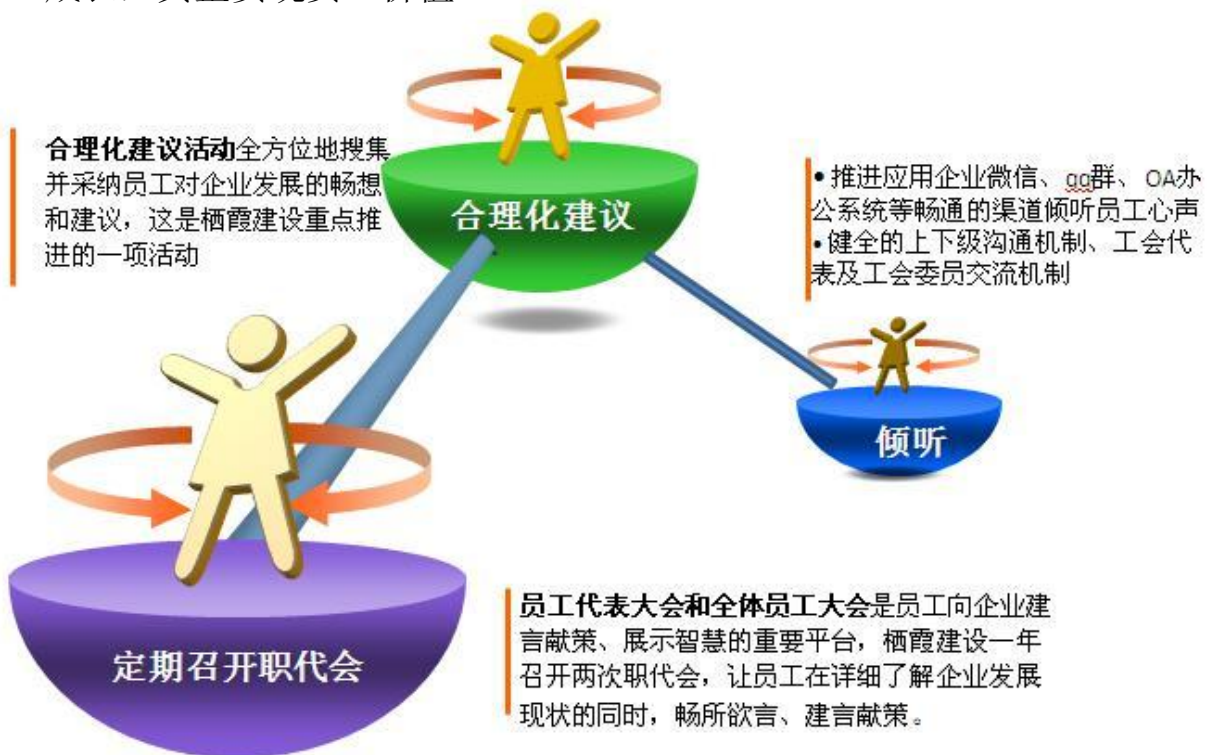 合理化建议活动全方位地搜集
并采纳员工对企业发展的畅想
和建议，这是栖霞建设重点推
进的一项活动
合理化建议
•推进应用企业微信、qq群、OA办
公系统等畅通的渠道倾听员工心声
•健全的上下级沟通机制、工会代
表及工会委员交流机制
倾听
定期召开职代会
员工代表大会和全体员工大会是员工向企业建
言献策、展示智慧的重要平台，栖霞建设一年
召开两次职代会，让员工在详细了解企业发展
现状的同时，畅所欲言、建言献策。